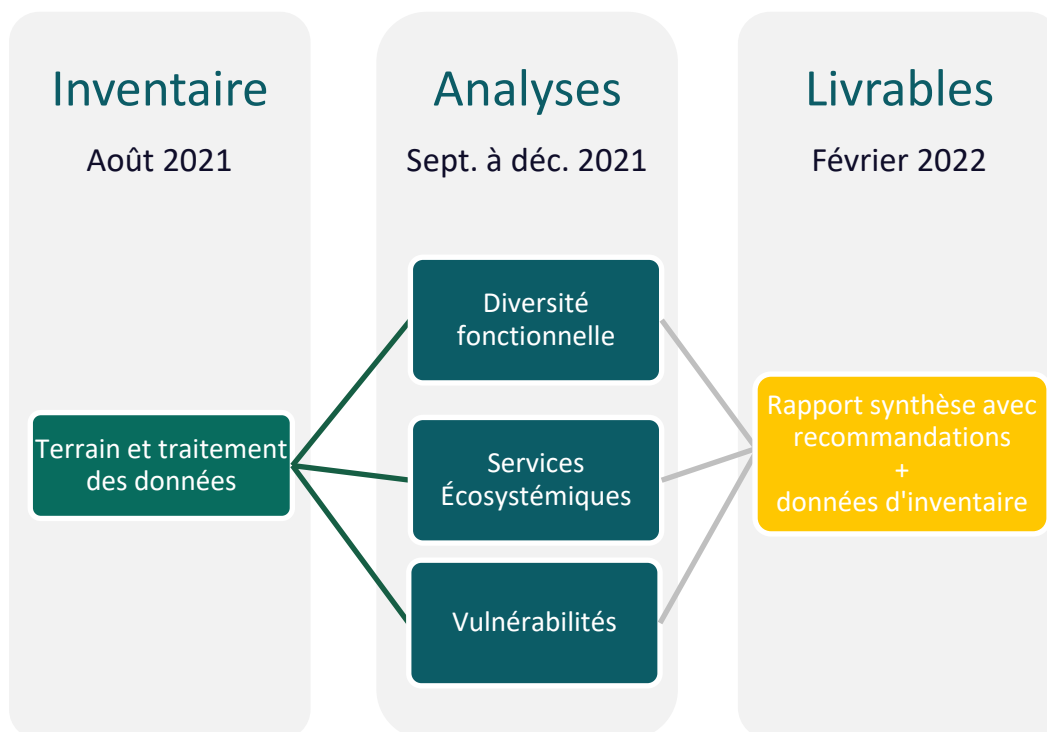 Inventaire
Août 2021
Terrain et traitement
des données
Analyses
Sept. à déc. 2021
Diversité
fonctionnelle
Services
Écosystémiques
Vulnérabilités
Livrables
Février 2022
Rapport synthèse avec
recommandations
+
données d'inventaire